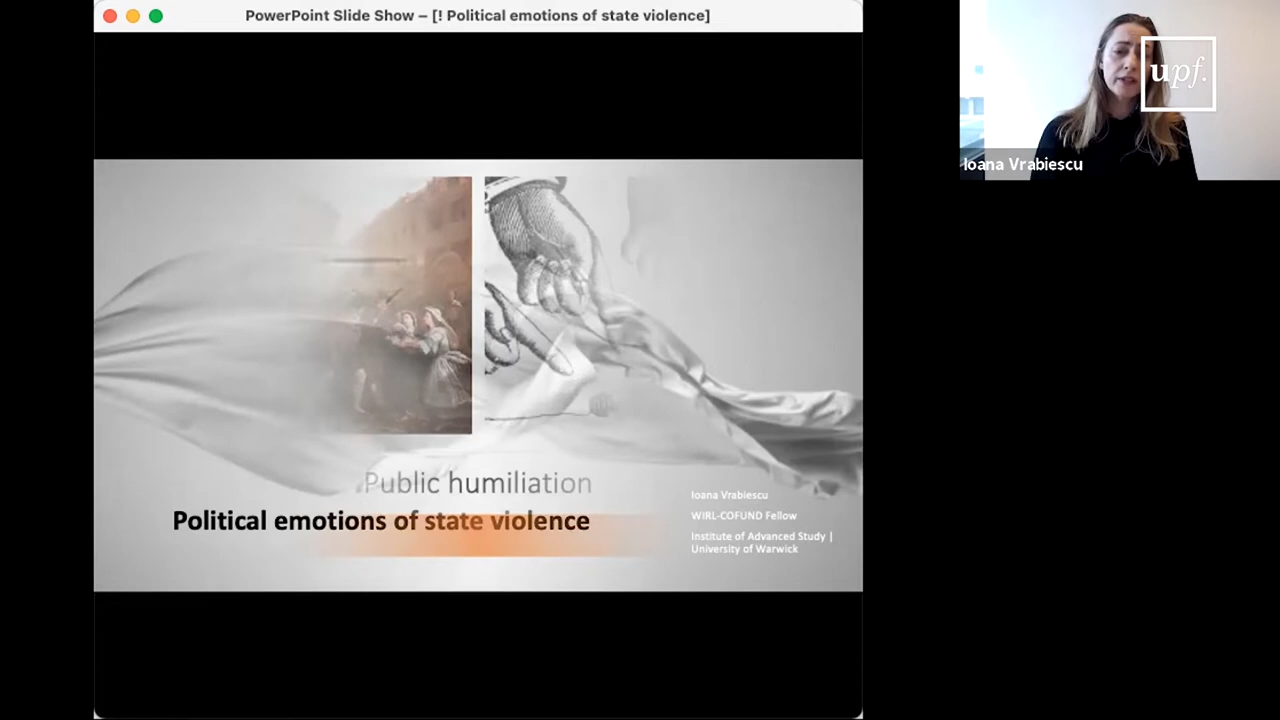 PowerPoint Slide Show – [! Political emotions of state violence]
upf.
Ioana Vrabiescu
Public humiliation
Political emotions of state violence
Ioana Vrabiescu
WIRL-COFUND Fellow
Institute of Advanced Study |
University of Warwick